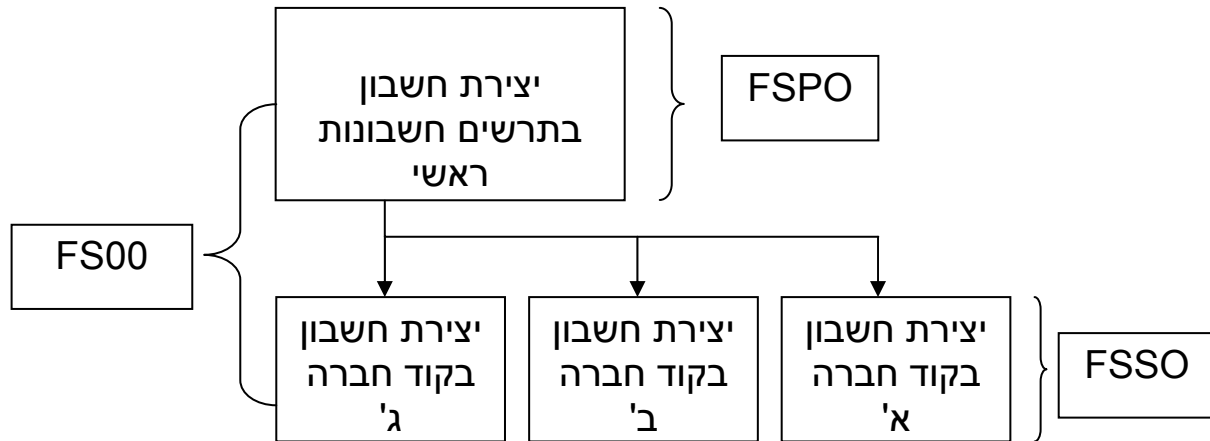 יצירת חשבון
בתרשים חשבונות
ראשי
FSPO
FS00
יצירת חשבון
בקוד חברה
א'
יצירת חשבון
בקוד חברה
ב'
יצירת חשבון
בקוד חברה
ג'
FSSO